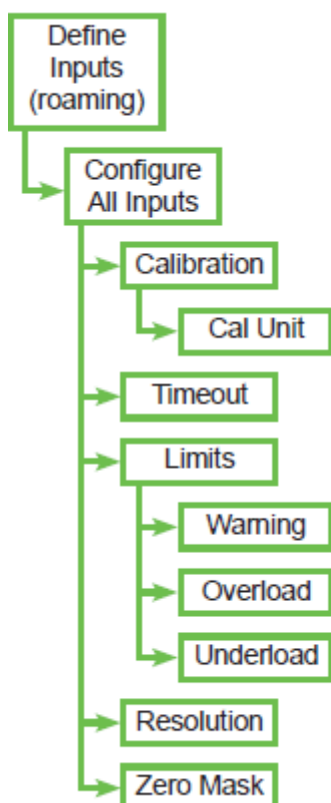 Define
Inputs
(roaming)
Configure
All Inputs
Calibration
Cal Unit
Timeout
Limits
Warning
Overload
Underload
Resolution
Zero Mask